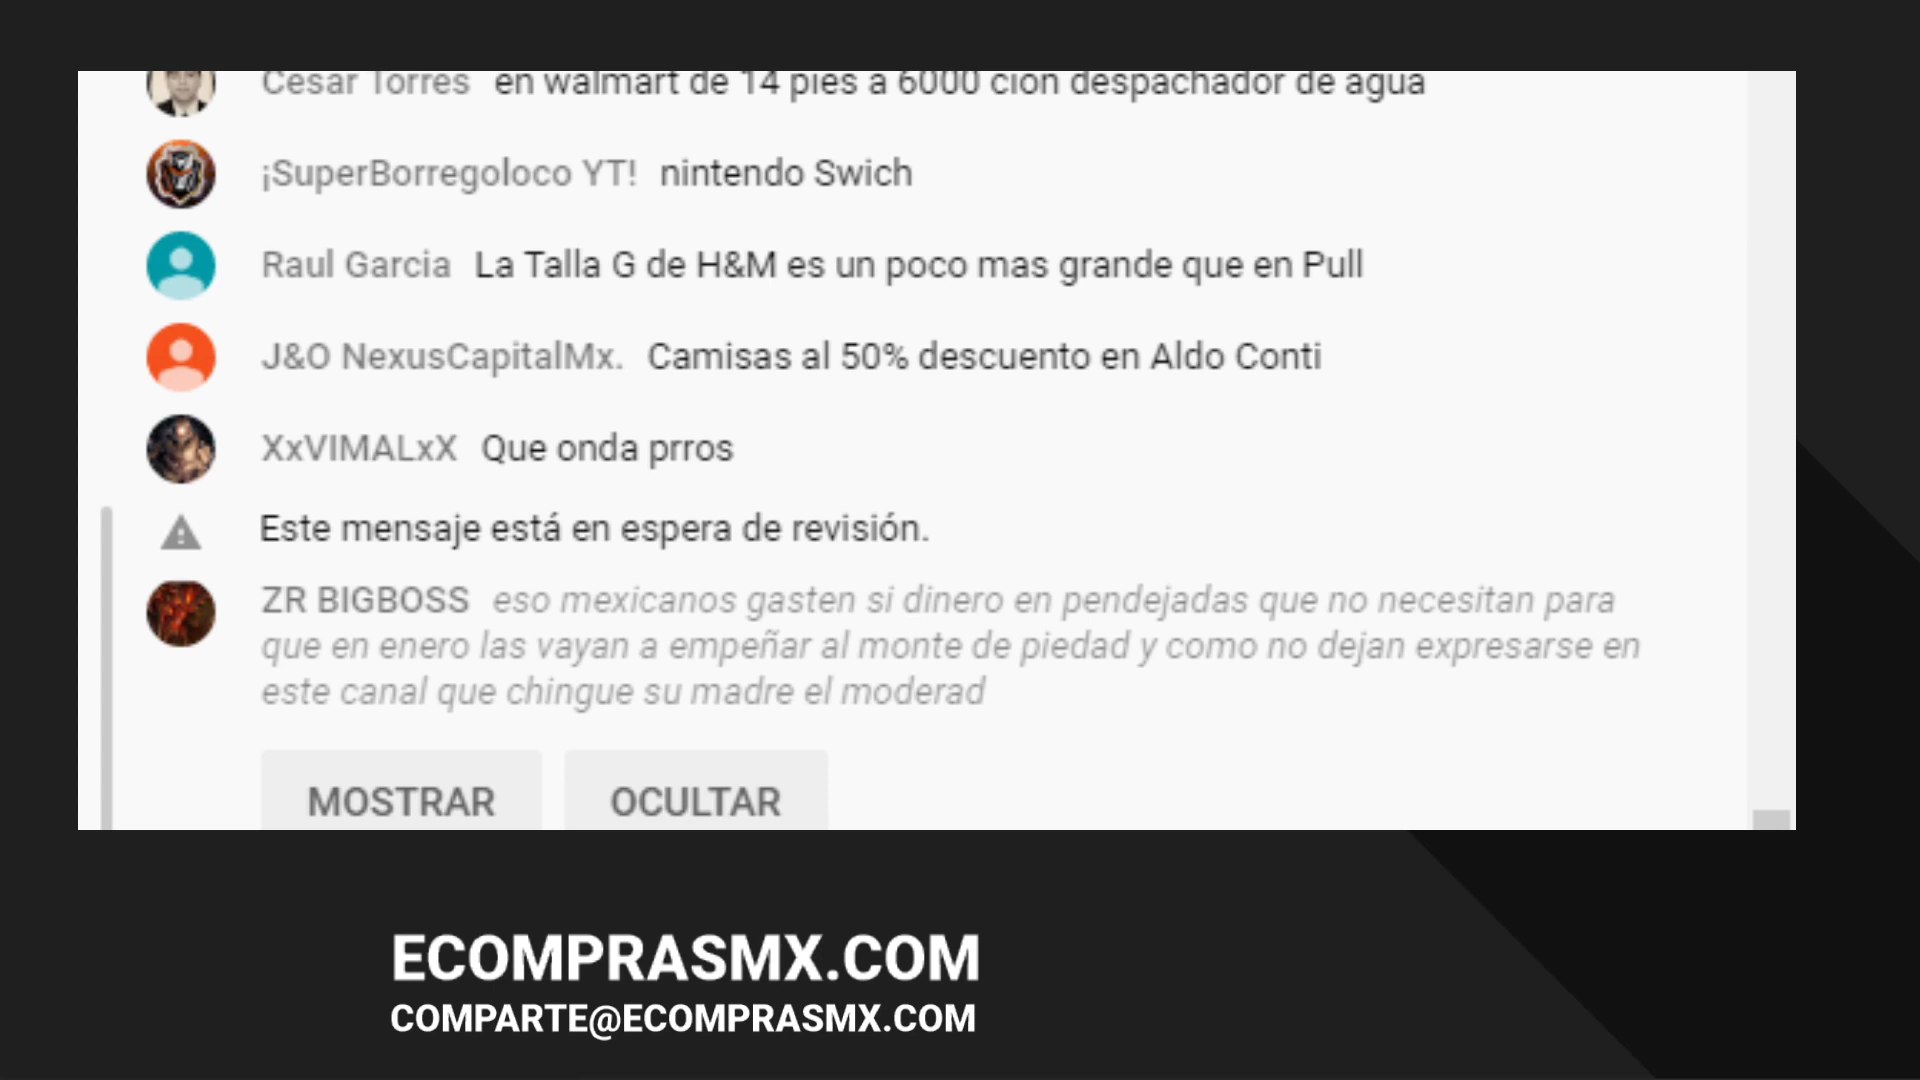 Cesar Torres en walmart de 14 pies a 6000 cion despachador de agua
¡SuperBorregoloco YT! nintendo Swich
Raul Garcia La Talla G de H&M es un poco mas grande que en Pull
J&O NexusCapitalMx. Camisas al 50% descuento en Aldo Conti
XxVIMALxX Que onda prros
Este mensaje está en espera de revisión.
ZR BIGBOSS eso mexicanos gasten si dinero en pendejadas que no necesitan para
que en enero las vayan a empeñar al monte de piedad y como no dejan expresarse en
este canal que chingue su madre el moderad
MOSTRAR OCULTAR
ECOMPRASMX.COM
COMPARTE@ECOMPRASMX.COM